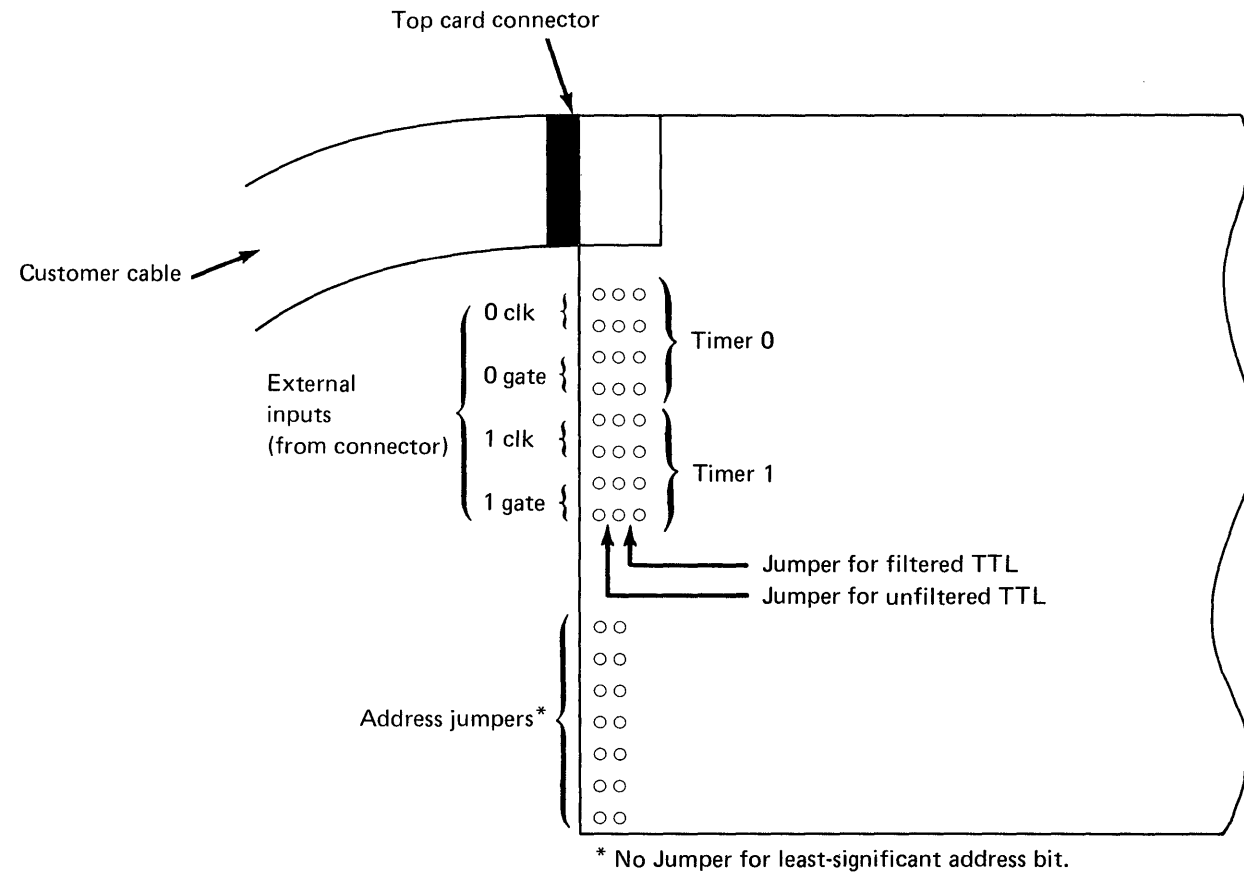 Top card connector
Customer cable
0 clk
Timer 0
0 gate
External
inputs
(from connector)
1 clk
Timer 1
1 gate
Jumper for filtered TTL
Jumper for unfiltered TTL
Address jumpers*
* No Jumper for least-significant address bit.